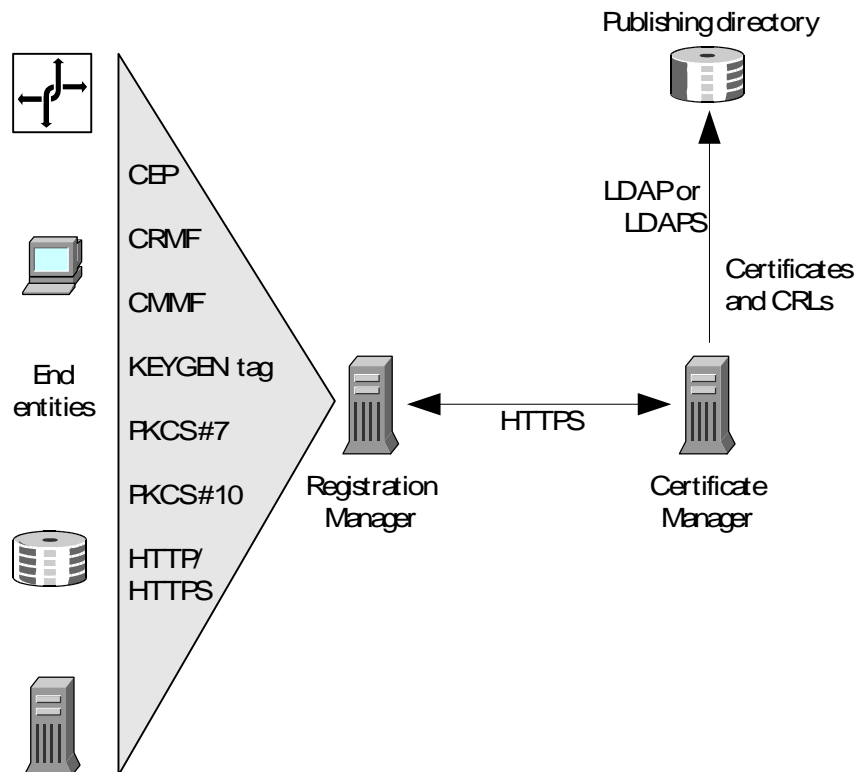 Publishing directory
CEP
LDAP or
LDAPS
CRMF
Certificates
and CRLs
CMMF
End
entities
KEYGEN tag
PKCS#7
HTTPS
PKCS#10
Registration
Manager
Certificate
Manager
HTTP/
HTTPS